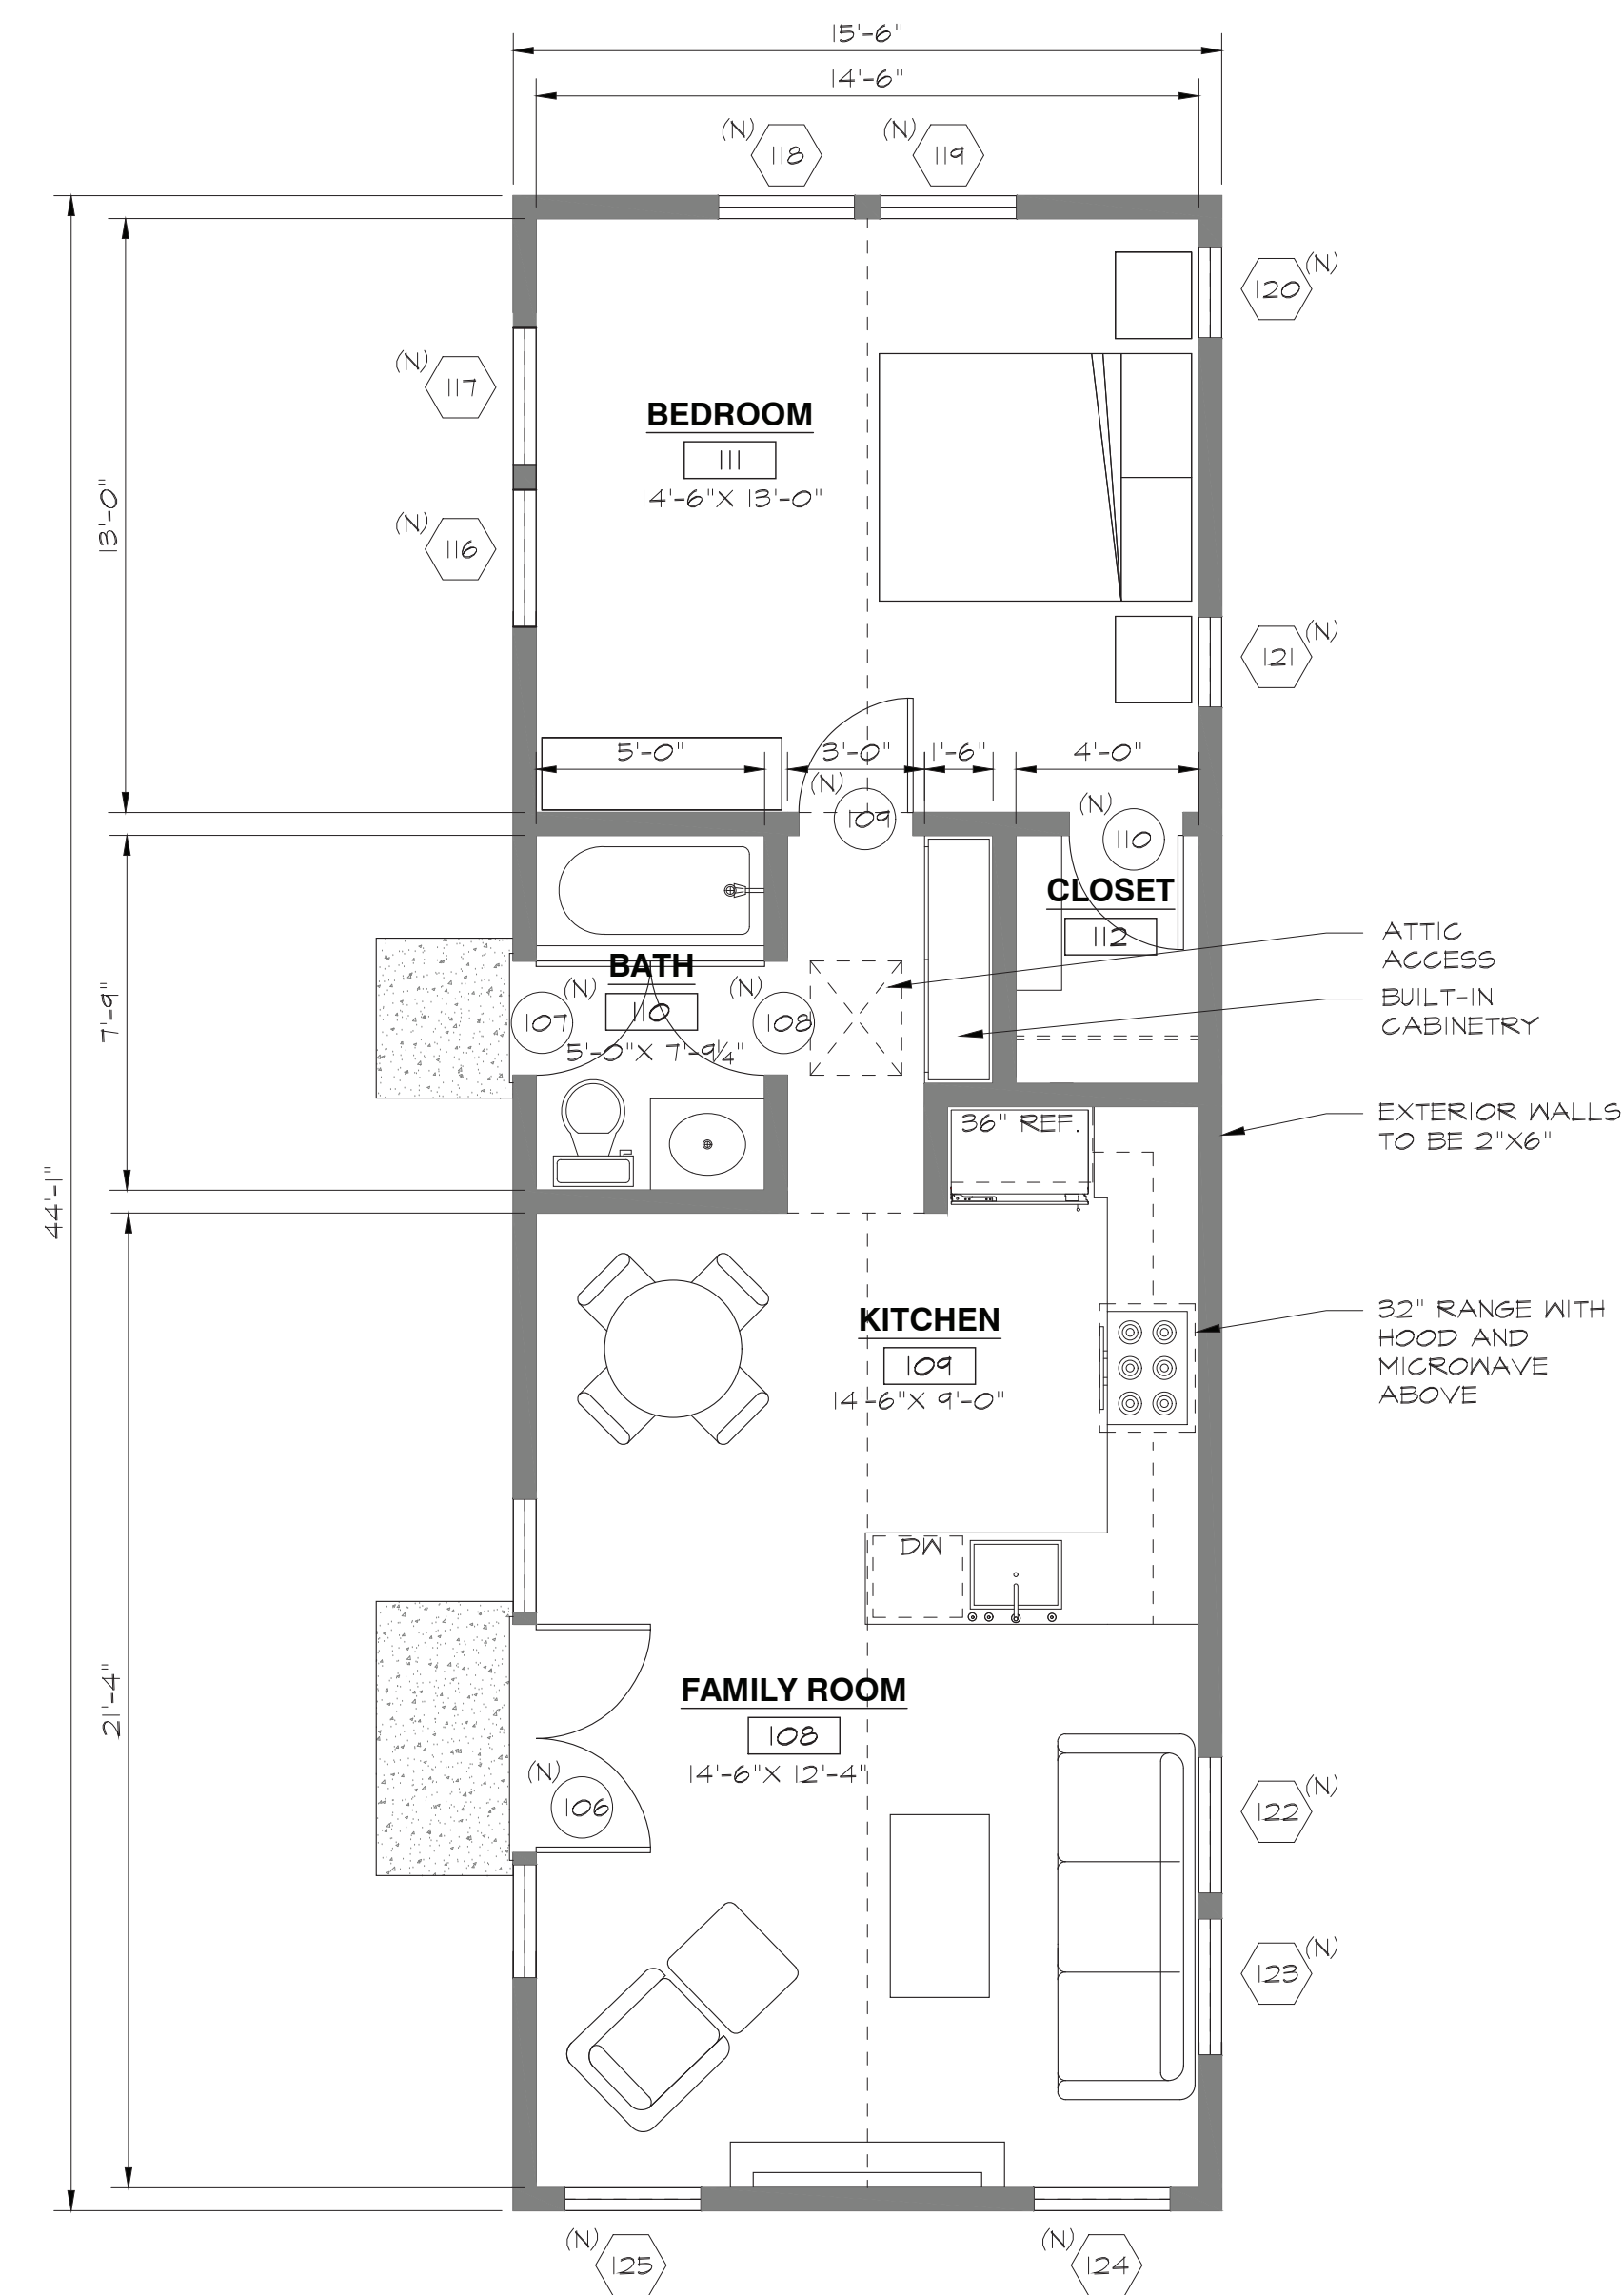 15'-6"
14'-6"
(N) 118
(N) 119
120 (N)
(N) 117
BEDROOM
111
14'-6"X 13'-0"
13'-0"
(N) 116
121 (N)
5'-0"
3'-0"
1'-6"
4'-0"
(N) 109
(N) 110
CLOSET
112
ATTIC
ACCESS
BUILT-IN
CABINETRY
BATH
110
5'-0"X 7'-9¼"
(N) 107
(N) 108
7'-9"
36" REF.
EXTERIOR WALLS
TO BE 2"X6"
44'-1"
KITCHEN
109
14'-6"X 9'-0"
32" RANGE WITH
HOOD AND
MICROWAVE
ABOVE
DW
FAMILY ROOM
108
14'-6"X 12'-4"
21'-4"
(N) 106
122 (N)
123 (N)
(N) 125
(N) 124